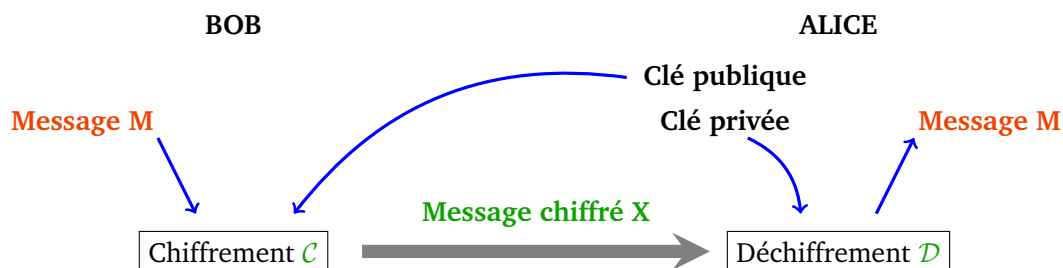 BOB
ALICE
Clé publique
Message M
Clé privée
Message M
Message chiffré X
Chiffrement 𝒞
Déchiffrement 𝒟